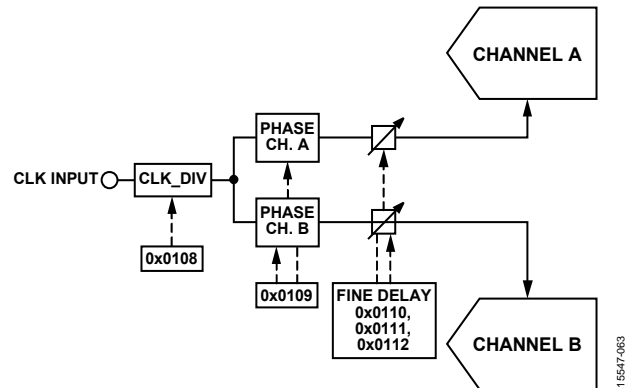 CHANNEL A
PHASE
CH. A
CLK INPUT
CLK_DIV
PHASE
CH. B
0x0108
0x0109
FINE DELAY
0x0110,
0x0111,
0x0112
CHANNEL B
15547-063